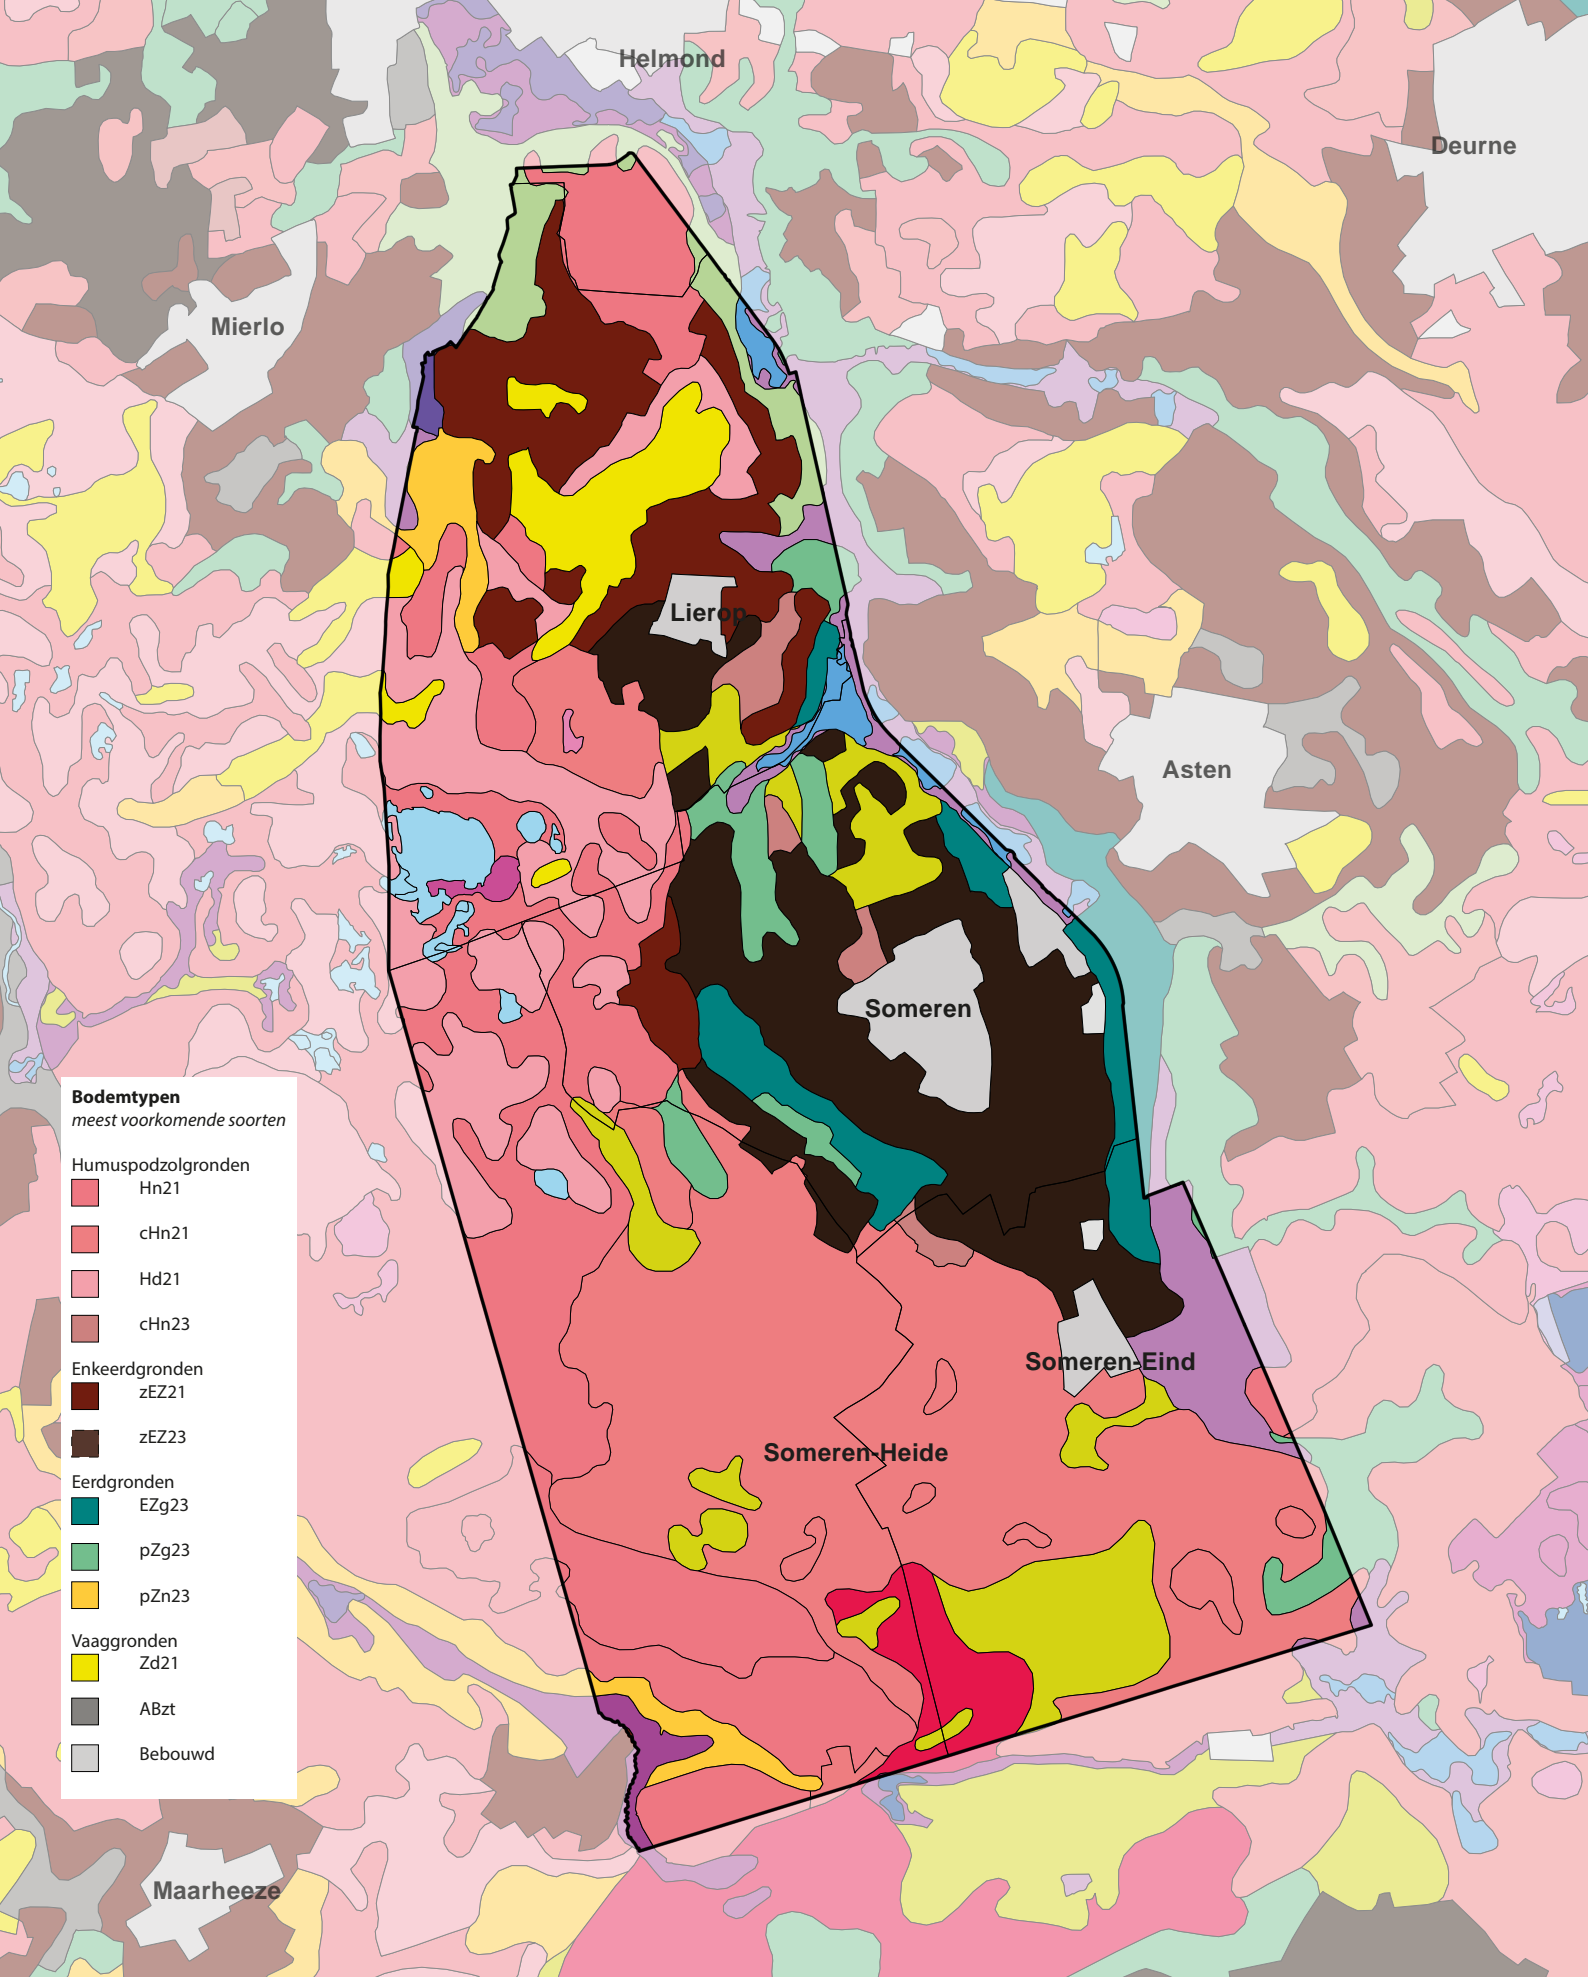 Helmond
Deurne
Mierlo
Lierop
Asten
Someren
Bodemtypen
meest voorkomende soorten
Humuspodzolgronden
Hn21
cHn21
Hd21
cHn23
Enkeerdgronden
zEZ21
zEZ23
Eerdgronden
EZg23
pZg23
pZn23
Vaaggronden
Zd21
ABzt
Bebouwd
Someren-Eind
Someren-Heide
Maarheeze